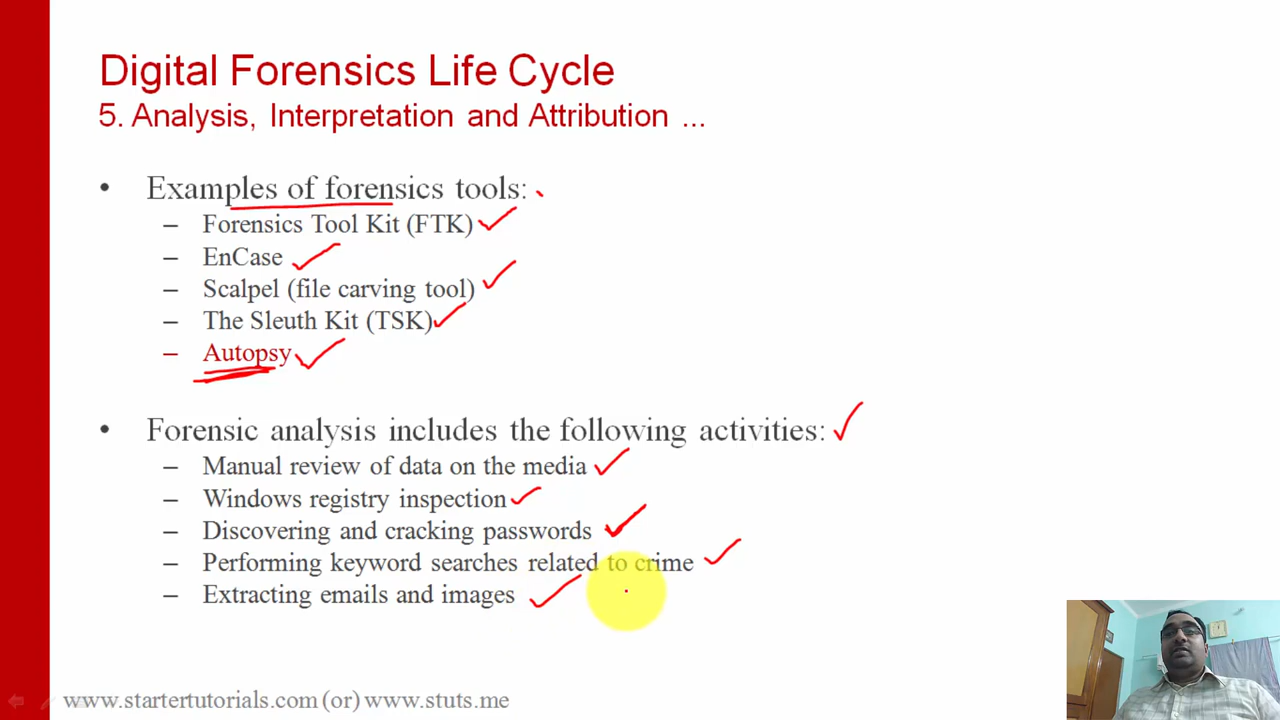 Digital Forensics Life Cycle
5. Analysis, Interpretation and Attribution ...
• Examples of forensics tools:
– Forensics Tool Kit (FTK)
– EnCase
– Scalpel (file carving tool)
– The Sleuth Kit (TSK)
– Autopsy
• Forensic analysis includes the following activities:
– Manual review of data on the media
– Windows registry inspection
– Discovering and cracking passwords
– Performing keyword searches related to crime
– Extracting emails and images
www.startertutorials.com (or) www.stuts.me